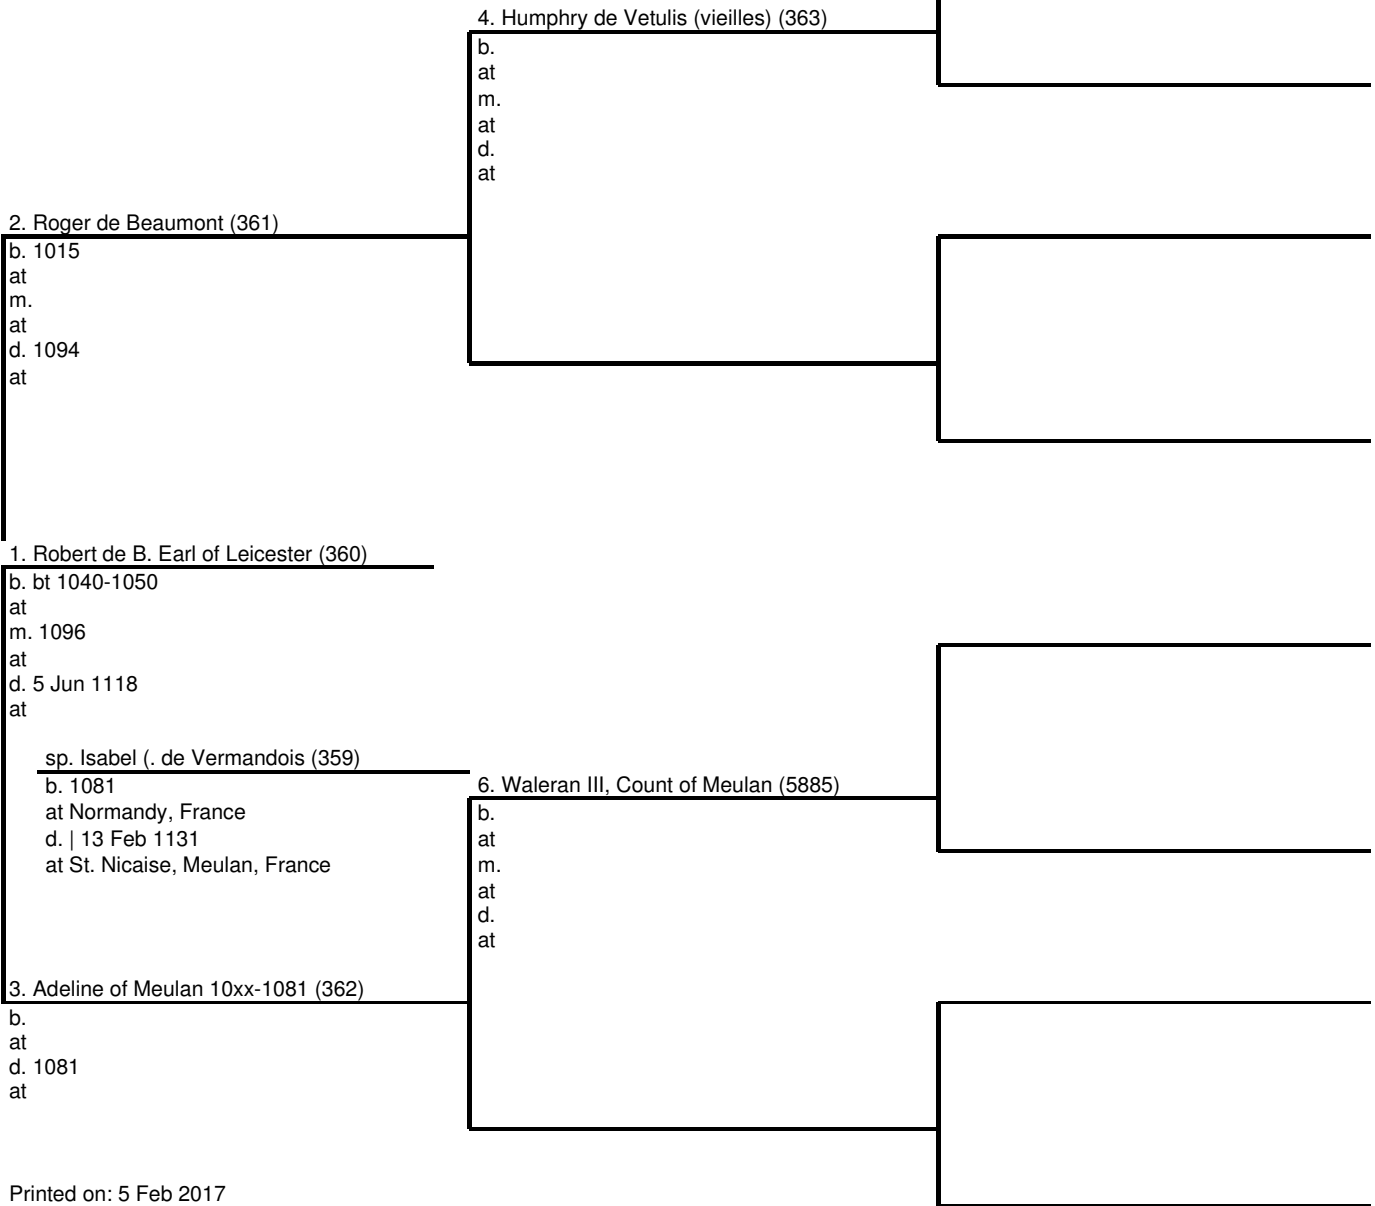 4. Humphry de Vetulis (vieilles) (363)
b.
at
m.
at
d.
at
2. Roger de Beaumont (361)
b. 1015
at
m.
at
d. 1094
at
1. Robert de B. Earl of Leicester (360)
b. bt 1040-1050
at
m. 1096
at
d. 5 Jun 1118
at
sp. Isabel (. de Vermandois (359)
b. 1081
at Normandy, France
d. | 13 Feb 1131
at St. Nicaise, Meulan, France
6. Waleran III, Count of Meulan (5885)
b.
at
m.
at
d.
at
3. Adeline of Meulan 10xx-1081 (362)
b.
at
d. 1081
at
Printed on: 5 Feb 2017